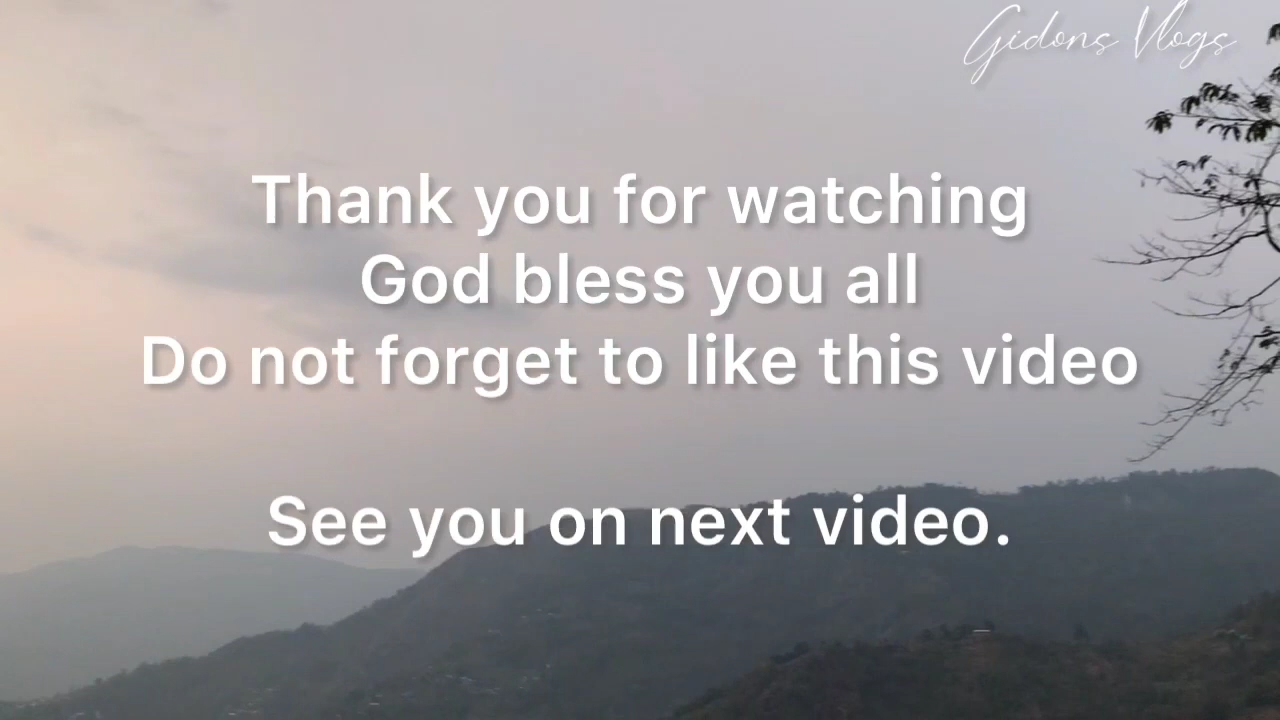 Gidons Vlogs
Thank you for watching
God bless you all
Do not forget to like this video
See you on next video.